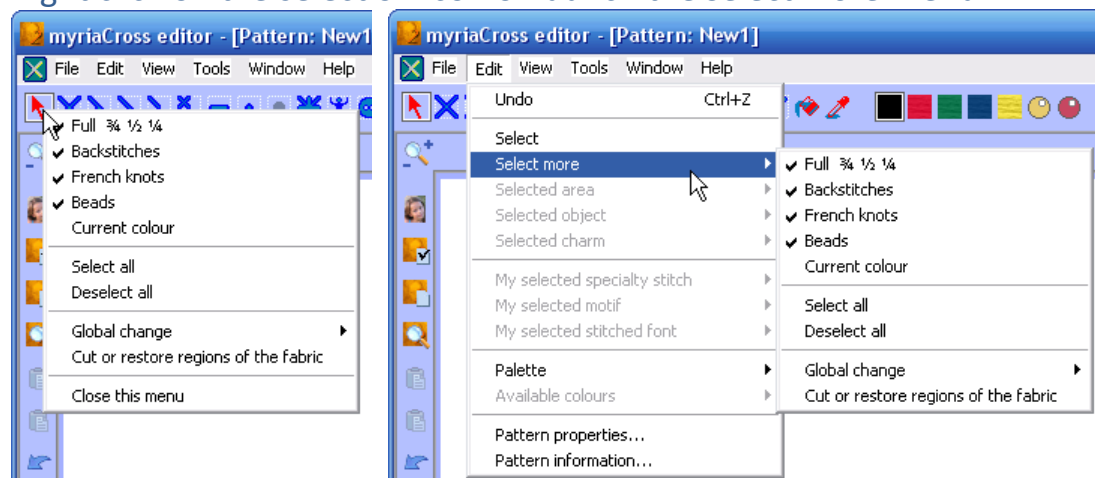 myriaCross editor - [Pattern: New1
File Edit View Tools Window Help
✔ Full ¾ ½ ¼
✔ Backstitches
✔ French knots
✔ Beads
Current colour
Select all
Deselect all
Global change
Cut or restore regions of the fabric
Close this menu
myriaCross editor - [Pattern: New1]
File Edit View Tools Window Help
Undo Ctrl+Z
Select
Select more
Selected area
Selected object
Selected charm
My selected specialty stitch
My selected motif
My selected stitched font
Palette
Available colours
Pattern properties...
Pattern information...
✔ Full ¾ ½ ¼
✔ Backstitches
✔ French knots
✔ Beads
Current colour
Select all
Deselect all
Global change
Cut or restore regions of the fabric